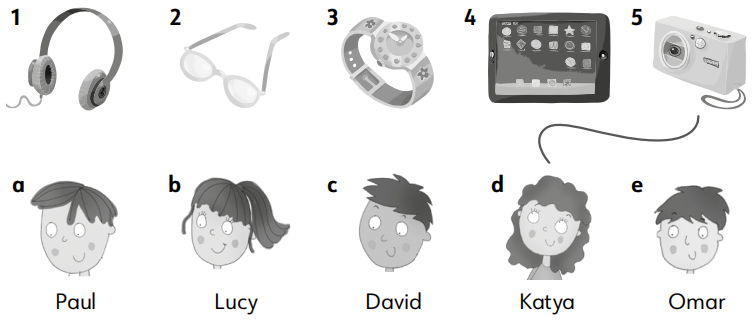 1 2 3 4 5
a b c d e
Paul Lucy David Katya Omar